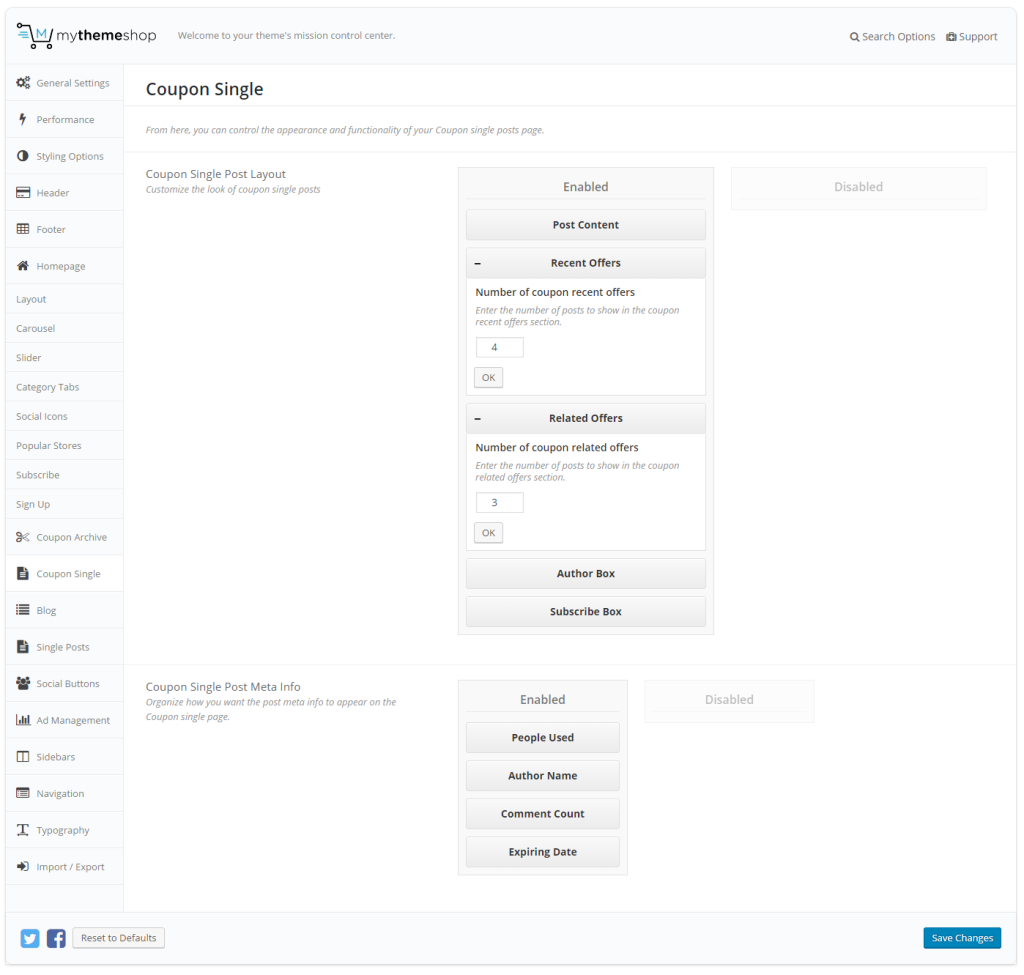 mythemeshop
Welcome to your theme's mission control center.
Search Options
Support
General Settings
Performance
Styling Options
Header
Footer
Homepage
Layout
Carousel
Slider
Category Tabs
Social Icons
Popular Stores
Subscribe
Sign Up
Coupon Archive
Coupon Single
Blog
Single Posts
Social Buttons
Ad Management
Sidebars
Navigation
Typography
Import / Export
Coupon Single
From here, you can control the appearance and functionality of your Coupon single posts page.
Coupon Single Post Layout
Customize the look of coupon single posts
Enabled
Post Content
Recent Offers
Number of coupon recent offers
Enter the number of posts to show in the coupon
recent offers section.
4
OK
Related Offers
Number of coupon related offers
Enter the number of posts to show in the coupon
related offers section.
3
OK
Author Box
Subscribe Box
Disabled
Coupon Single Post Meta Info
Organize how you want the post meta info to appear on the
Coupon single page.
Enabled
People Used
Author Name
Comment Count
Expiring Date
Disabled
Reset to Defaults
Save Changes